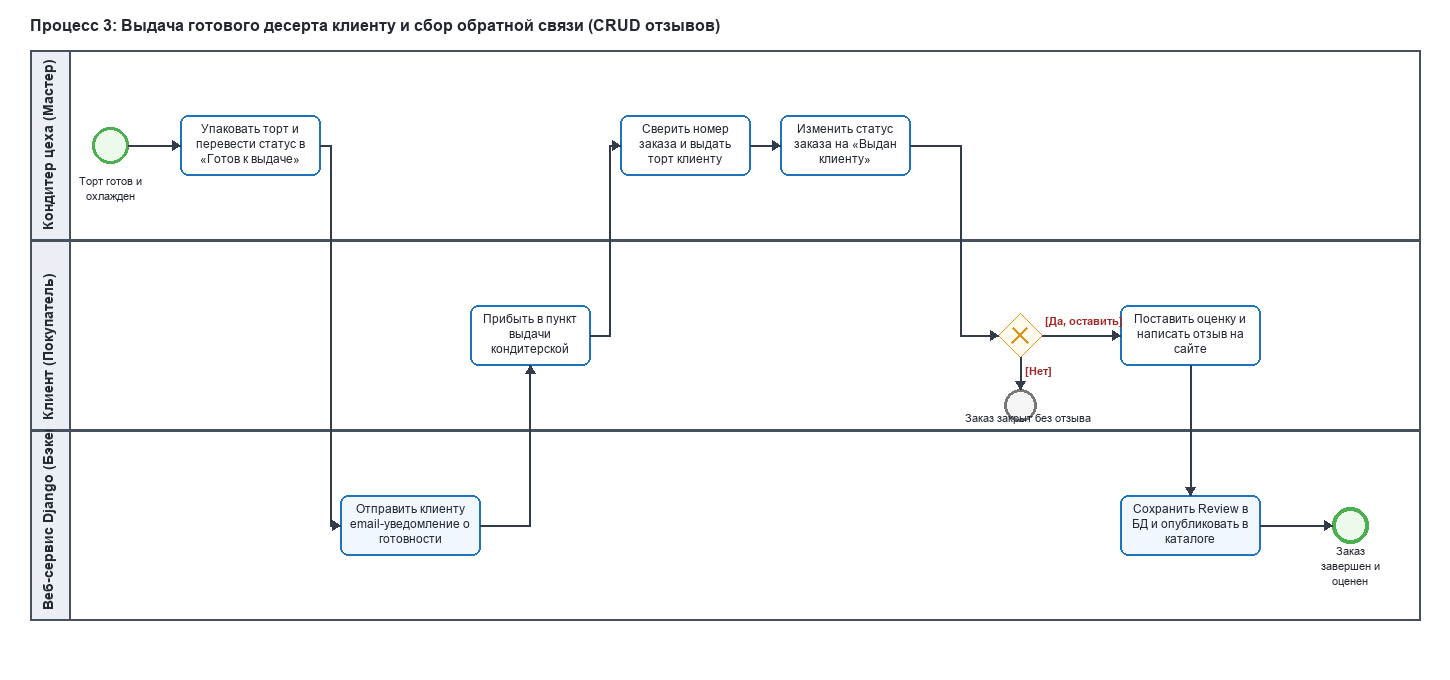 Процесс 3: Выдача готового десерта клиенту и сбор обратной связи (CRUD отзывов)
Кондитер цеха (Мастер)
Торт готов и
охлажден
Упаковать торт и
перевести статус в
«Готов к выдаче»
Сверить номер
заказа и выдать
торт клиенту
Изменить статус
заказа на «Выдан
клиенту»
Клиент (Покупатель)
Прибыть в пункт
выдачи
кондитерской
[Да, оставить]
[Нет]
Заказ закрыт без отзыва
Поставить оценку и
написать отзыв на
сайте
Веб-сервис Django (Бэке
Отправить клиенту
email-уведомление о
готовности
Сохранить Review в
БД и опубликовать в
каталоге
Заказ
завершен и
оценен